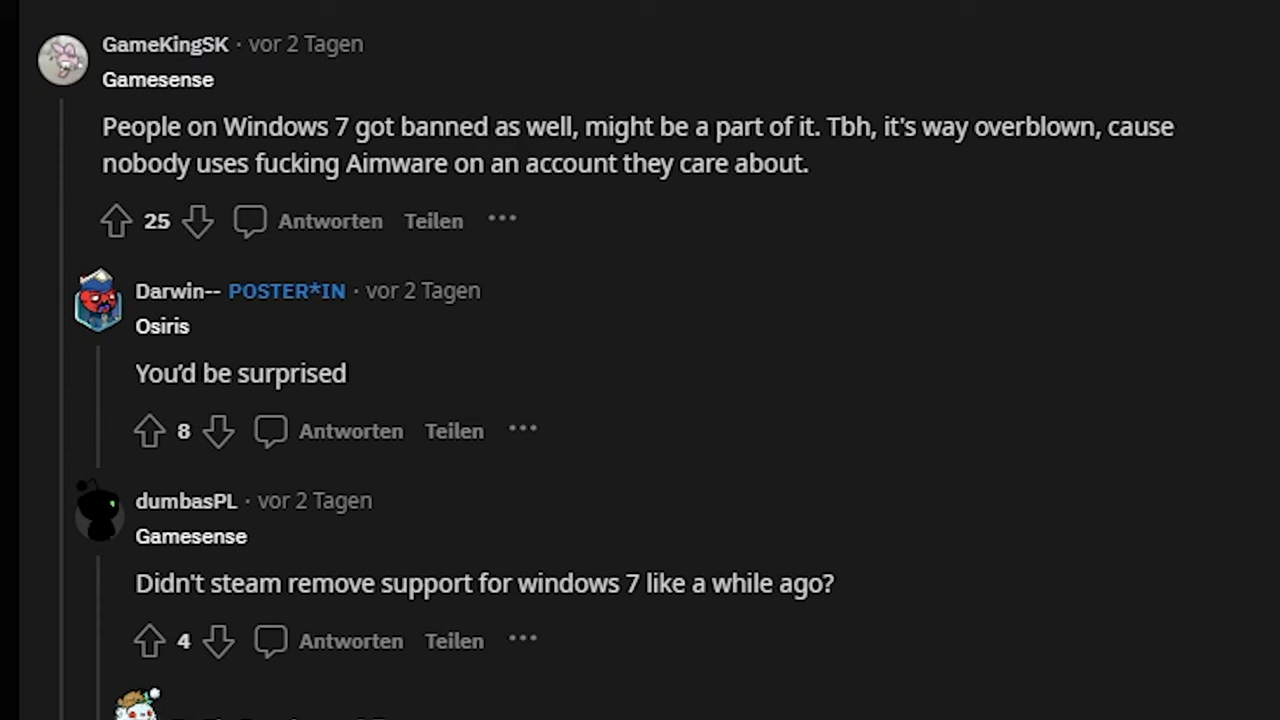 GameKingSK · vor 2 Tagen
Gamesense
People on Windows 7 got banned as well, might be a part of it. Tbh, it's way overblown, cause
nobody uses fucking Aimware on an account they care about.
25 Antworten Teilen ...
Darwin-- POSTER*IN · vor 2 Tagen
Osiris
You'd be surprised
8 Antworten Teilen ...
dumbasPL · vor 2 Tagen
Gamesense
Didn't steam remove support for windows 7 like a while ago?
4 Antworten Teilen ...